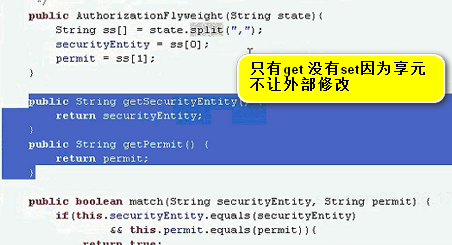 */
public AuthorizationFlyweight(String state){
String ss[] = state.split(",");
securityEntity = ss[0];
permit = ss[1];
}
只有get 没有set因为享元
不让外部修改
public String getSecurityEntity() {
return securityEntity;
}
public String getPermit() {
return permit;
}
public boolean match(String securityEntity, String permit) {
if(this.securityEntity.equals(securityEntity)
&& this.permit.equals(permit)){
return true;